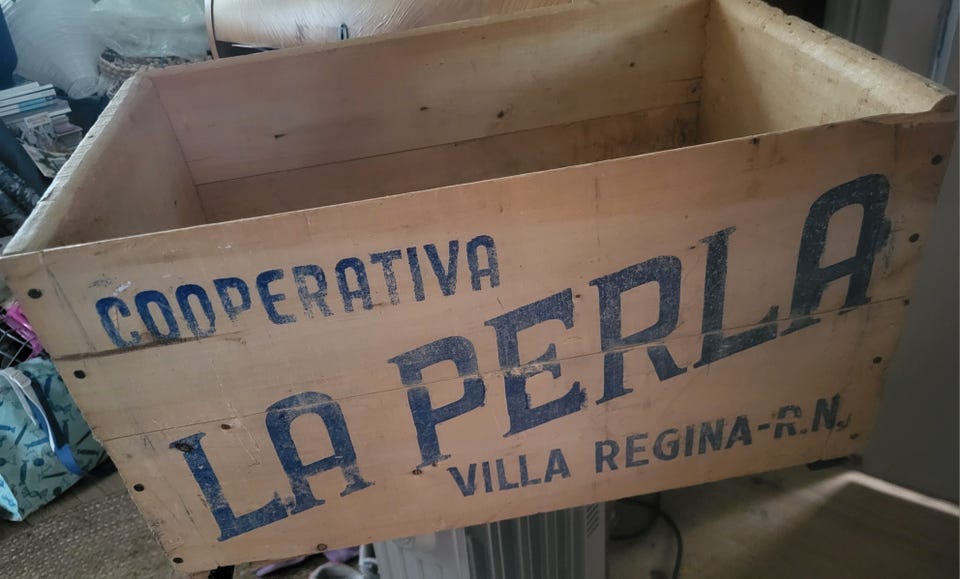 COOPERATIVA
LA PERLA
VILLA REGINA-R.N.